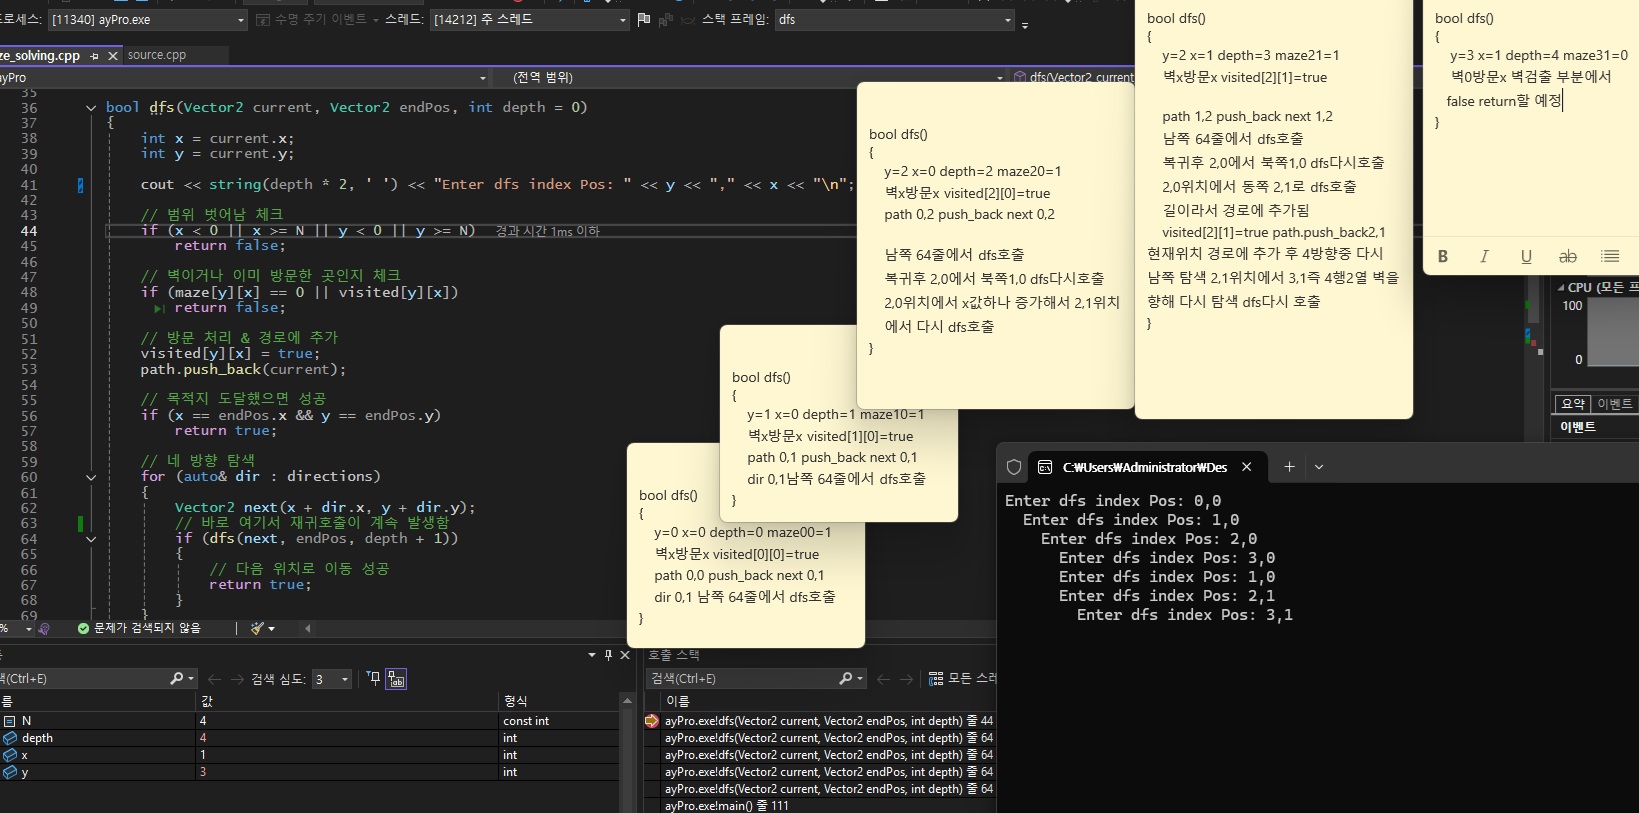 로세스: [11340] ayPro.exe 수명 주기 이벤트 스레드: [14212] 주 스레드 스택 프레임: dfs
ze_solving.cpp source.cpp
ayPro (전역 범위) dfs(Vector2 current
35
36 bool dfs(Vector2 current, Vector2 endPos, int depth = 0)
37 {
38 int x = current.x;
39 int y = current.y;
40
41 cout << string(depth * 2, ' ') << "Enter dfs index Pos: " << y << "," << x << "\n";
42
43 // 범위 벗어남 체크
44 if (x < 0 || x >= N || y < 0 || y >= N) 경과 시간 1ms 이하
45 return false;
46
47 // 벽이거나 이미 방문한 곳인지 체크
48 if (maze[y][x] == 0 || visited[y][x])
49 return false;
50
51 // 방문 처리 & 경로에 추가
52 visited[y][x] = true;
53 path.push_back(current);
54
55 // 목적지 도달했으면 성공
56 if (x == endPos.x && y == endPos.y)
57 return true;
58
59 // 네 방향 탐색
60 for (auto& dir : directions)
61 {
62 Vector2 next(x + dir.x, y + dir.y);
63 // 바로 여기서 재귀호출이 계속 발생함
64 if (dfs(next, endPos, depth + 1))
65 {
66 // 다음 위치로 이동 성공
67 return true;
68 }
69 }
% 문제가 검색되지 않음
bool dfs()
{
y=0 x=0 depth=0 maze00=1
벽x방문x visited[0][0]=true
path 0,0 push_back next 0,1
dir 0,1 남쪽 64줄에서 dfs호출
}
bool dfs()
{
y=1 x=0 depth=1 maze10=1
벽x방문x visited[1][0]=true
path 0,1 push_back next 0,1
dir 0,1남쪽 64줄에서 dfs호출
}
bool dfs()
{
y=2 x=0 depth=2 maze20=1
벽x방문x visited[2][0]=true
path 0,2 push_back next 0,2
남쪽 64줄에서 dfs호출
복귀후 2,0에서 북쪽1,0 dfs다시호출
2,0위치에서 x값하나 증가해서 2,1위치
에서 다시 dfs호출
}
bool dfs()
{
y=2 x=1 depth=3 maze21=1
벽x방문x visited[2][1]=true
path 1,2 push_back next 1,2
남쪽 64줄에서 dfs호출
복귀후 2,0에서 북쪽1,0 dfs다시호출
2,0위치에서 동쪽 2,1로 dfs호출
길이라서 경로에 추가됨
visited[2][1]=true path.push_back2,1
현재위치 경로에 추가 후 4방향중 다시
남쪽 탐색 2,1위치에서 3,1즉 4행2열 벽을
향해 다시 탐색 dfs다시 호출
}
bool dfs()
{
y=3 x=1 depth=4 maze31=0
벽0방문x 벽검출 부분에서
false return할 예정
}
B I U ab
CPU (모든 프
100
0
요약 이벤트
이벤트
C:₩Users₩Administrator₩Des
Enter dfs index Pos: 0,0
Enter dfs index Pos: 1,0
Enter dfs index Pos: 2,0
Enter dfs index Pos: 3,0
Enter dfs index Pos: 1,0
Enter dfs index Pos: 2,1
Enter dfs index Pos: 3,1
색(Ctrl+E) 검색 심도: 3
름 값 형식
N 4 const int
depth 4 int
x 1 int
y 3 int
호출 스택
검색(Ctrl+E) 모든 스레
이름
ayPro.exe!dfs(Vector2 current, Vector2 endPos, int depth) 줄 44
ayPro.exe!dfs(Vector2 current, Vector2 endPos, int depth) 줄 64
ayPro.exe!dfs(Vector2 current, Vector2 endPos, int depth) 줄 64
ayPro.exe!dfs(Vector2 current, Vector2 endPos, int depth) 줄 64
ayPro.exe!dfs(Vector2 current, Vector2 endPos, int depth) 줄 64
ayPro.exe!main() 줄 111